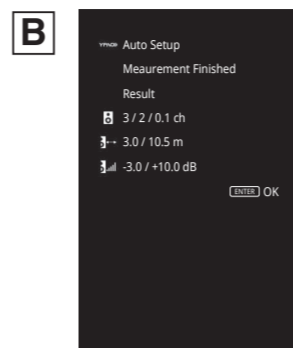 B
YPAO Auto Setup
Meaurement Finished
Result
3 / 2 / 0.1 ch
3.0 / 10.5 m
-3.0 / +10.0 dB
ENTER OK